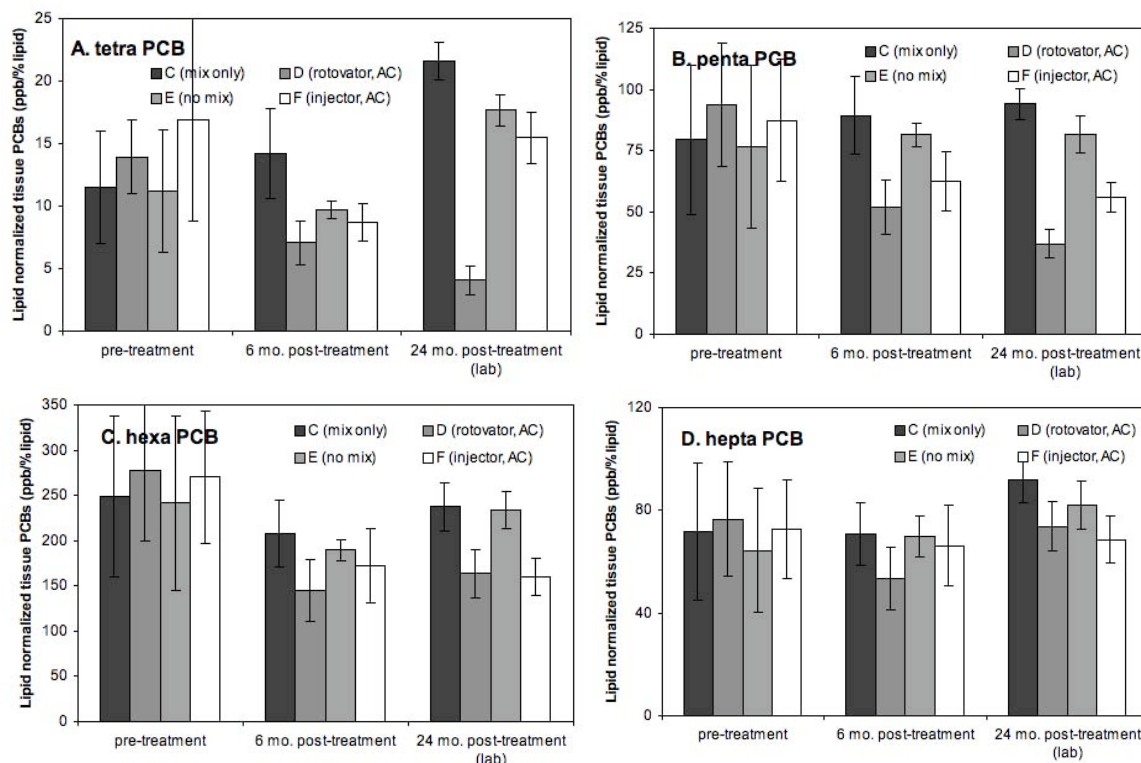 Lipid normalized tissue PCBs (ppb/% lipid)
25
20
15
10
5
0
A. tetra PCB
C (mix only)
D (rotovator, AC)
E (no mix)
F (injector, AC)
pre-treatment
6 mo. post-treatment
24 mo. post-treatment
(lab)
Lipid normalized tissue PCBs (ppb/% lipid)
125
100
75
50
25
0
B. penta PCB
C (mix only)
D (rotovator, AC)
E (no mix)
F (injector, AC)
pre-treatment
6 mo. post-treatment
24 mo. post-treatment
(lab)
Lipid normalized tissue PCBs (ppb/% lipid)
350
300
250
200
150
100
50
0
C. hexa PCB
C (mix only)
D (rotovator, AC)
E (no mix)
F (injector, AC)
pre-treatment
6 mo. post-treatment
24 mo. post-treatment
(lab)
Lipid normalized tissue PCBs (ppb/% lipid)
120
80
40
0
D. hepta PCB
C (mix only)
D (rotovator, AC)
E (no mix)
F (injector, AC)
pre-treatment
6 mo. post-treatment
24 mo. post-treatment
(lab)